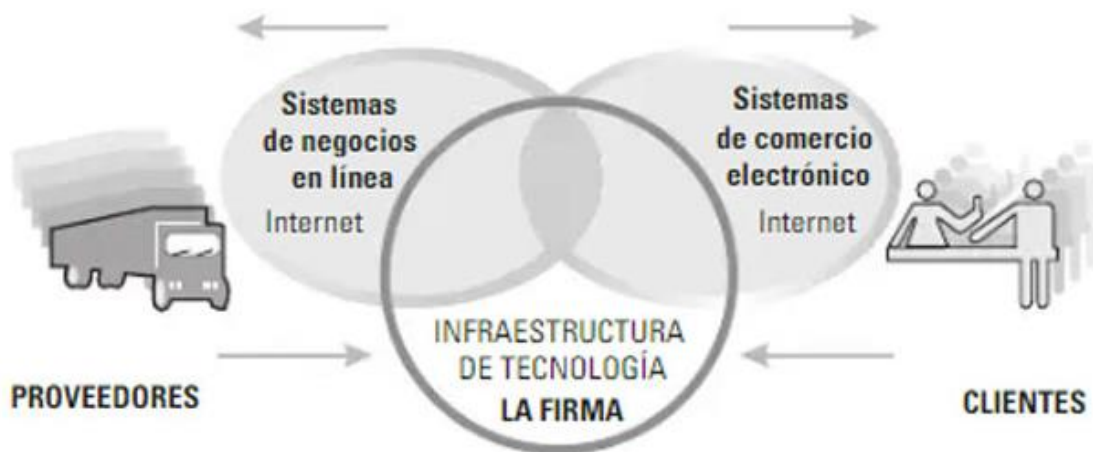 Sistemas
de negocios
en línea
Internet
Sistemas
de comercio
electrónico
Internet
INFRAESTRUCTURA
DE TECNOLOGÍA
LA FIRMA
PROVEEDORES
CLIENTES